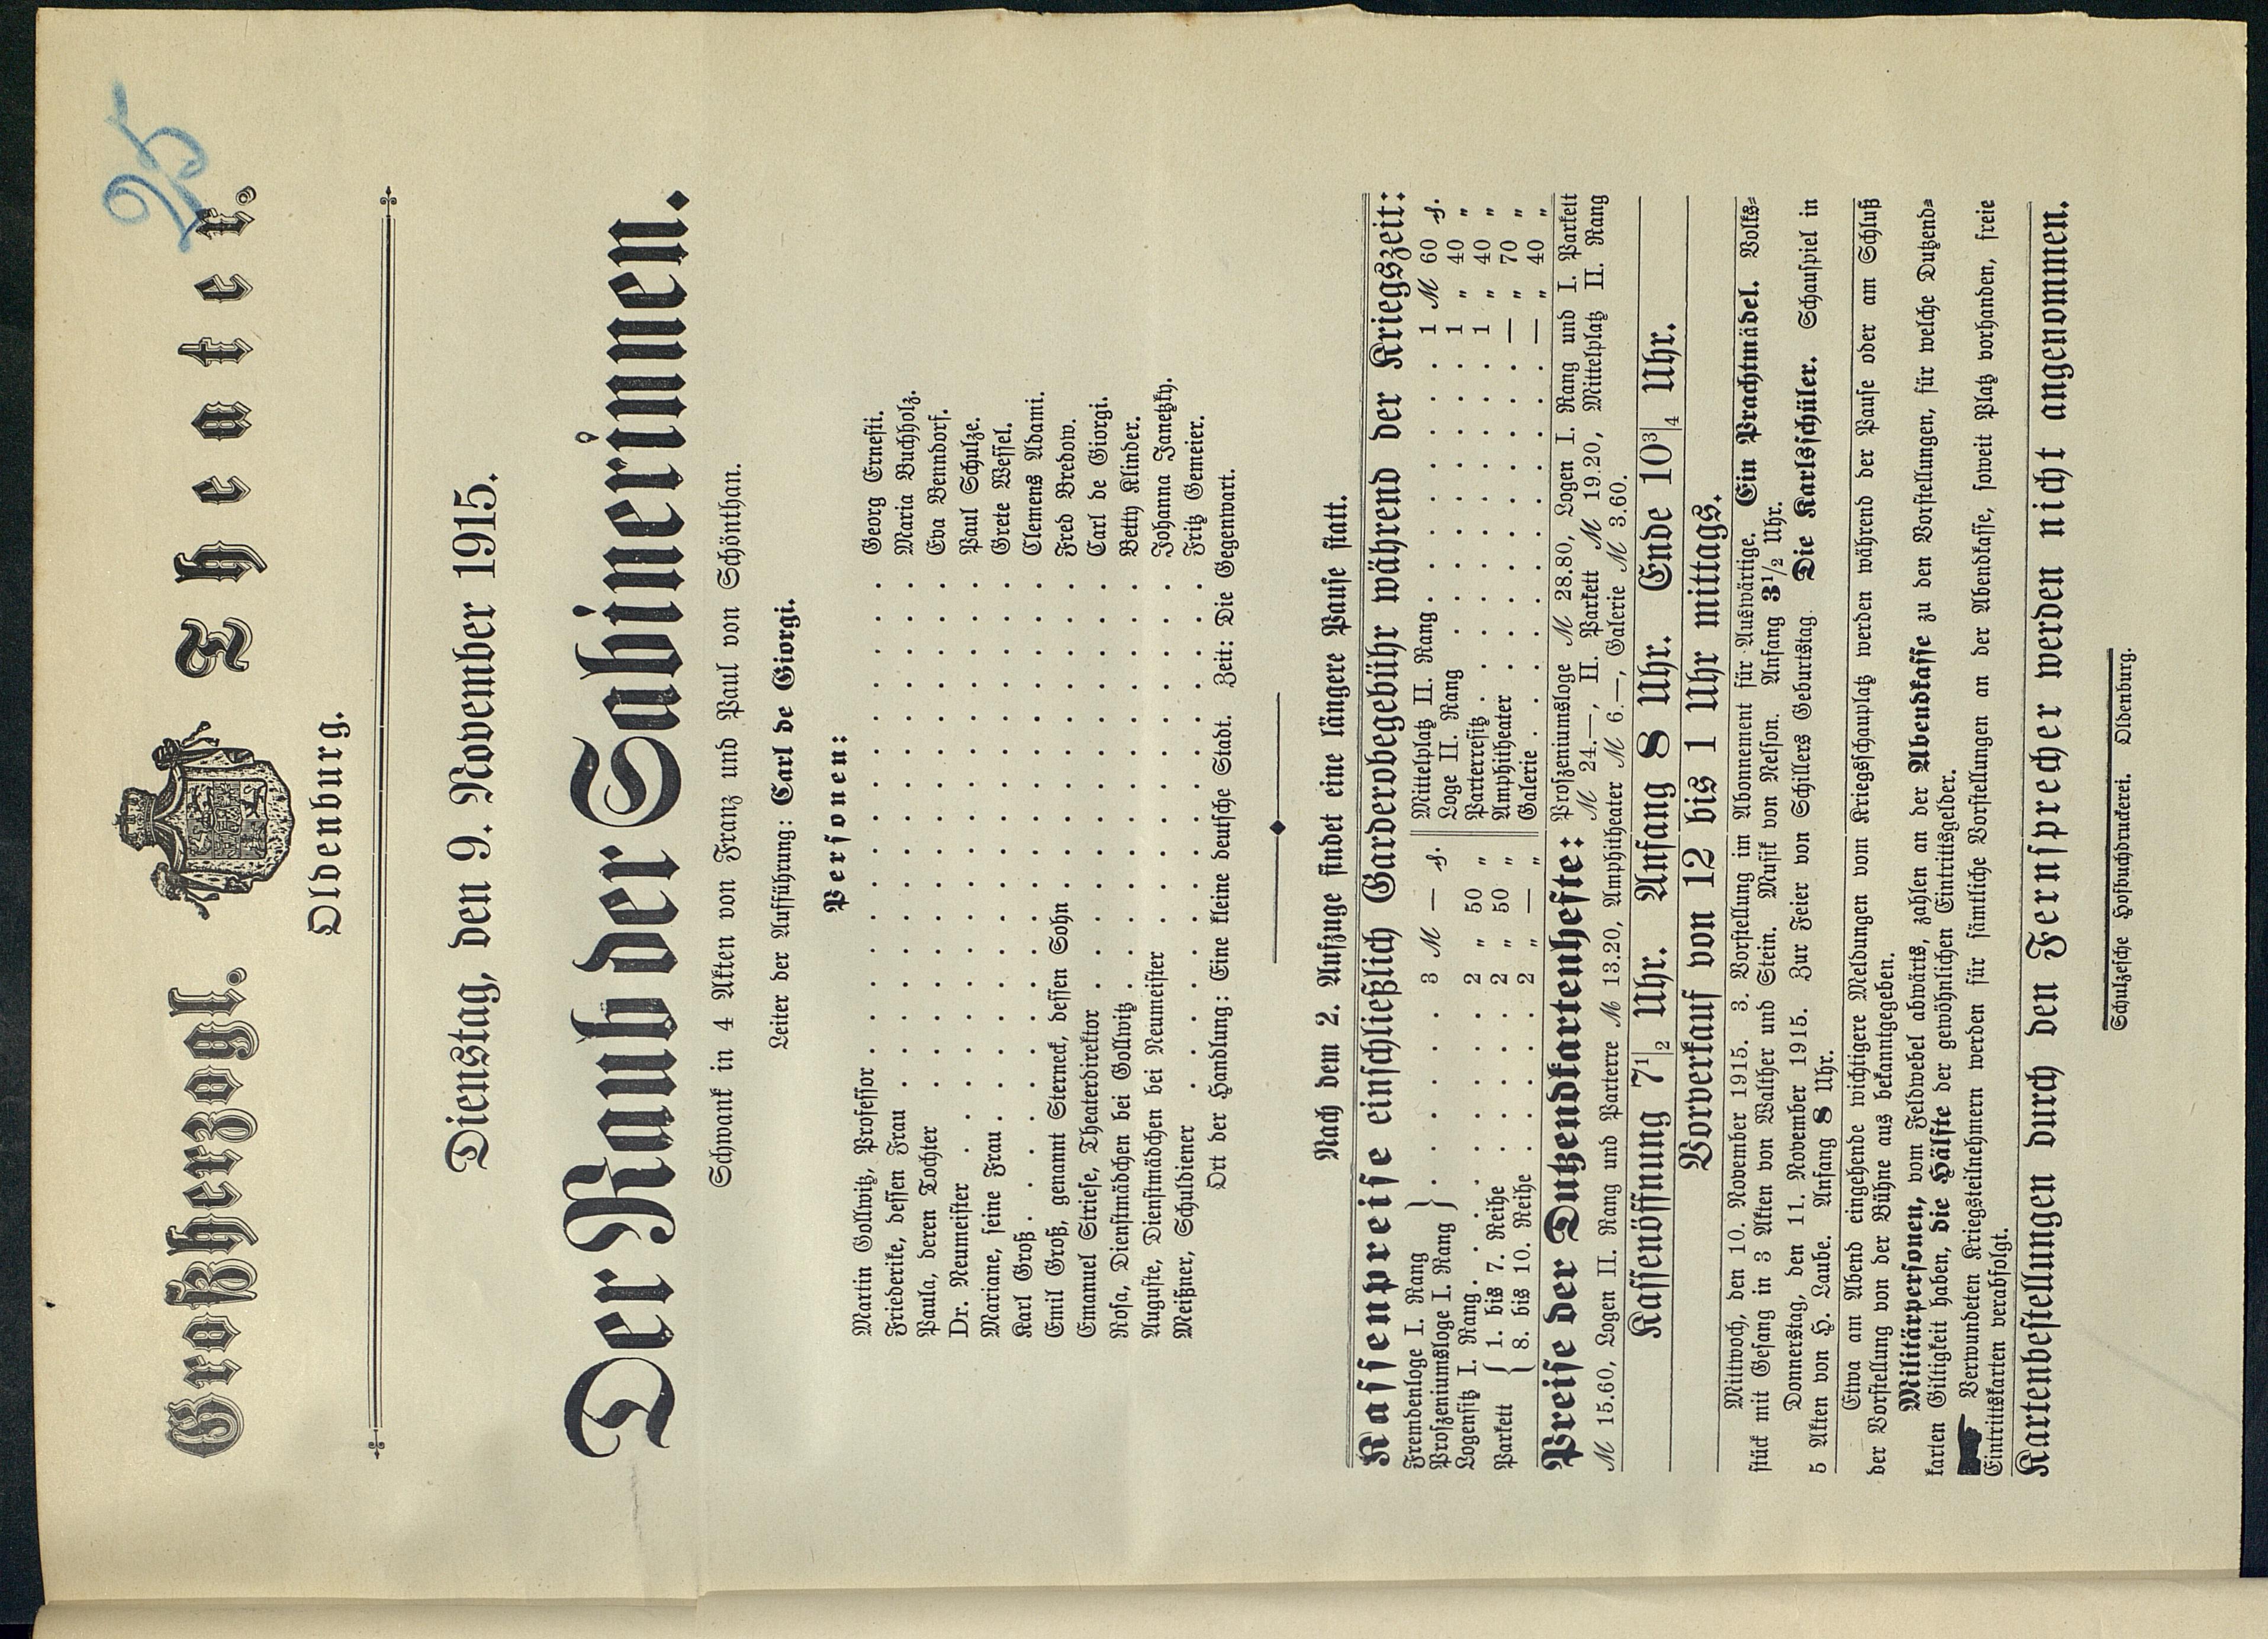 25
Großherzogl. Theater.
Oldenburg.
Dienstag, den 9. November 1915.
Der Raub der Sabinerinnen.
Schwank in 4 Akten von Franz und Paul von Schönthan.
Leiter der Aufführung: Carl de Giorgi.
Personen:
Martin Gollwitz, Professor . . . . . . . . . . Georg Ernesti.
Friederike, dessen Frau . . . . . . . . . . Maria Buchholz.
Paula, deren Tochter . . . . . . . . . . Eva Benndorf.
Dr. Neumeister . . . . . . . . . . Paul Schulze.
Mariane, seine Frau . . . . . . . . . . Grete Wessel.
Karl Groß . . . . . . . . . . Clemens Adami.
Emil Groß, genannt Sterneck, dessen Sohn . . . . . . . . . . Fred Bredow.
Emanuel Striese, Theaterdirektor . . . . . . . . . . Carl de Giorgi.
Rosa, Dienstmädchen bei Gollwitz . . . . . . . . . . Betty Klinder.
Auguste, Dienstmädchen bei Neumeister . . . . . . . . . . Johanna Janetzky.
Meißner, Schuldiener . . . . . . . . . . Fritz Gemeier.
Ort der Handlung: Eine kleine deutsche Stadt. Zeit: Die Gegenwart.
Nach dem 2. Aufzuge findet eine längere Pause statt.
Kassenpreise einschließlich Garderobegebühr während der Kriegszeit:
Fremdenloge I. Rang
Proszeniumsloge I. Rang } . . . . . . 3 M — ₰.
Logensitz I. Rang . . . . . . 2 „ 50 „
Parkett { 1. bis 7. Reihe . . . . . . 2 „ 50 „
8. bis 10. Reihe . . . . . . 2 „ — „
Mittelplatz II. Rang . . . . . . 1 M 60 ₰.
Loge II. Rang . . . . . . 1 „ 40 „
Parterresitz . . . . . . 1 „ 40 „
Amphitheater . . . . . . — „ 70 „
Galerie . . . . . . — „ 40 „
Preise der Dutzendkartenhefte: Proszeniumsloge M 28.80, Logen I. Rang und I. Parkett
M 24.—, II. Parkett M 19.20, Mittelplatz II. Rang
M 15.60, Logen II. Rang und Parterre M 13.20, Amphitheater M 6.—, Galerie M 3.60.
Kassenöffnung 7 1/2 Uhr. Anfang 8 Uhr. Ende 10 3/4 Uhr.
Vorverkauf von 12 bis 1 Uhr mittags.
Mittwoch, den 10. November 1915. 3. Vorstellung im Abonnement für Auswärtige. Ein Prachtmädel. Volks-
stück mit Gesang in 3 Akten von Walther und Stein. Musik von Nelson. Anfang 3 1/2 Uhr.
Donnerstag, den 11. November 1915. Zur Feier von Schillers Geburtstag. Die Karlsschüler. Schauspiel in
5 Akten von H. Laube. Anfang 8 Uhr.
Etwa am Abend eingehende wichtigere Meldungen vom Kriegsschauplatz werden während der Pause oder am Schluß
der Vorstellung von der Bühne aus bekanntgegeben.
Militärpersonen, vom Feldwebel abwärts, zahlen an der Abendkasse zu den Vorstellungen, für welche Dutzend-
karten Giltigkeit haben, die Hälfte der gewöhnlichen Eintrittsgelder.
Verwundeten Kriegsteilnehmern werden für sämtliche Vorstellungen an der Abendkasse, soweit Platz vorhanden, freie
Eintrittskarten verabfolgt.
Kartenbestellungen durch den Fernsprecher werden nicht angenommen.
Schulzesche Hofbuchdruckerei. Oldenburg.